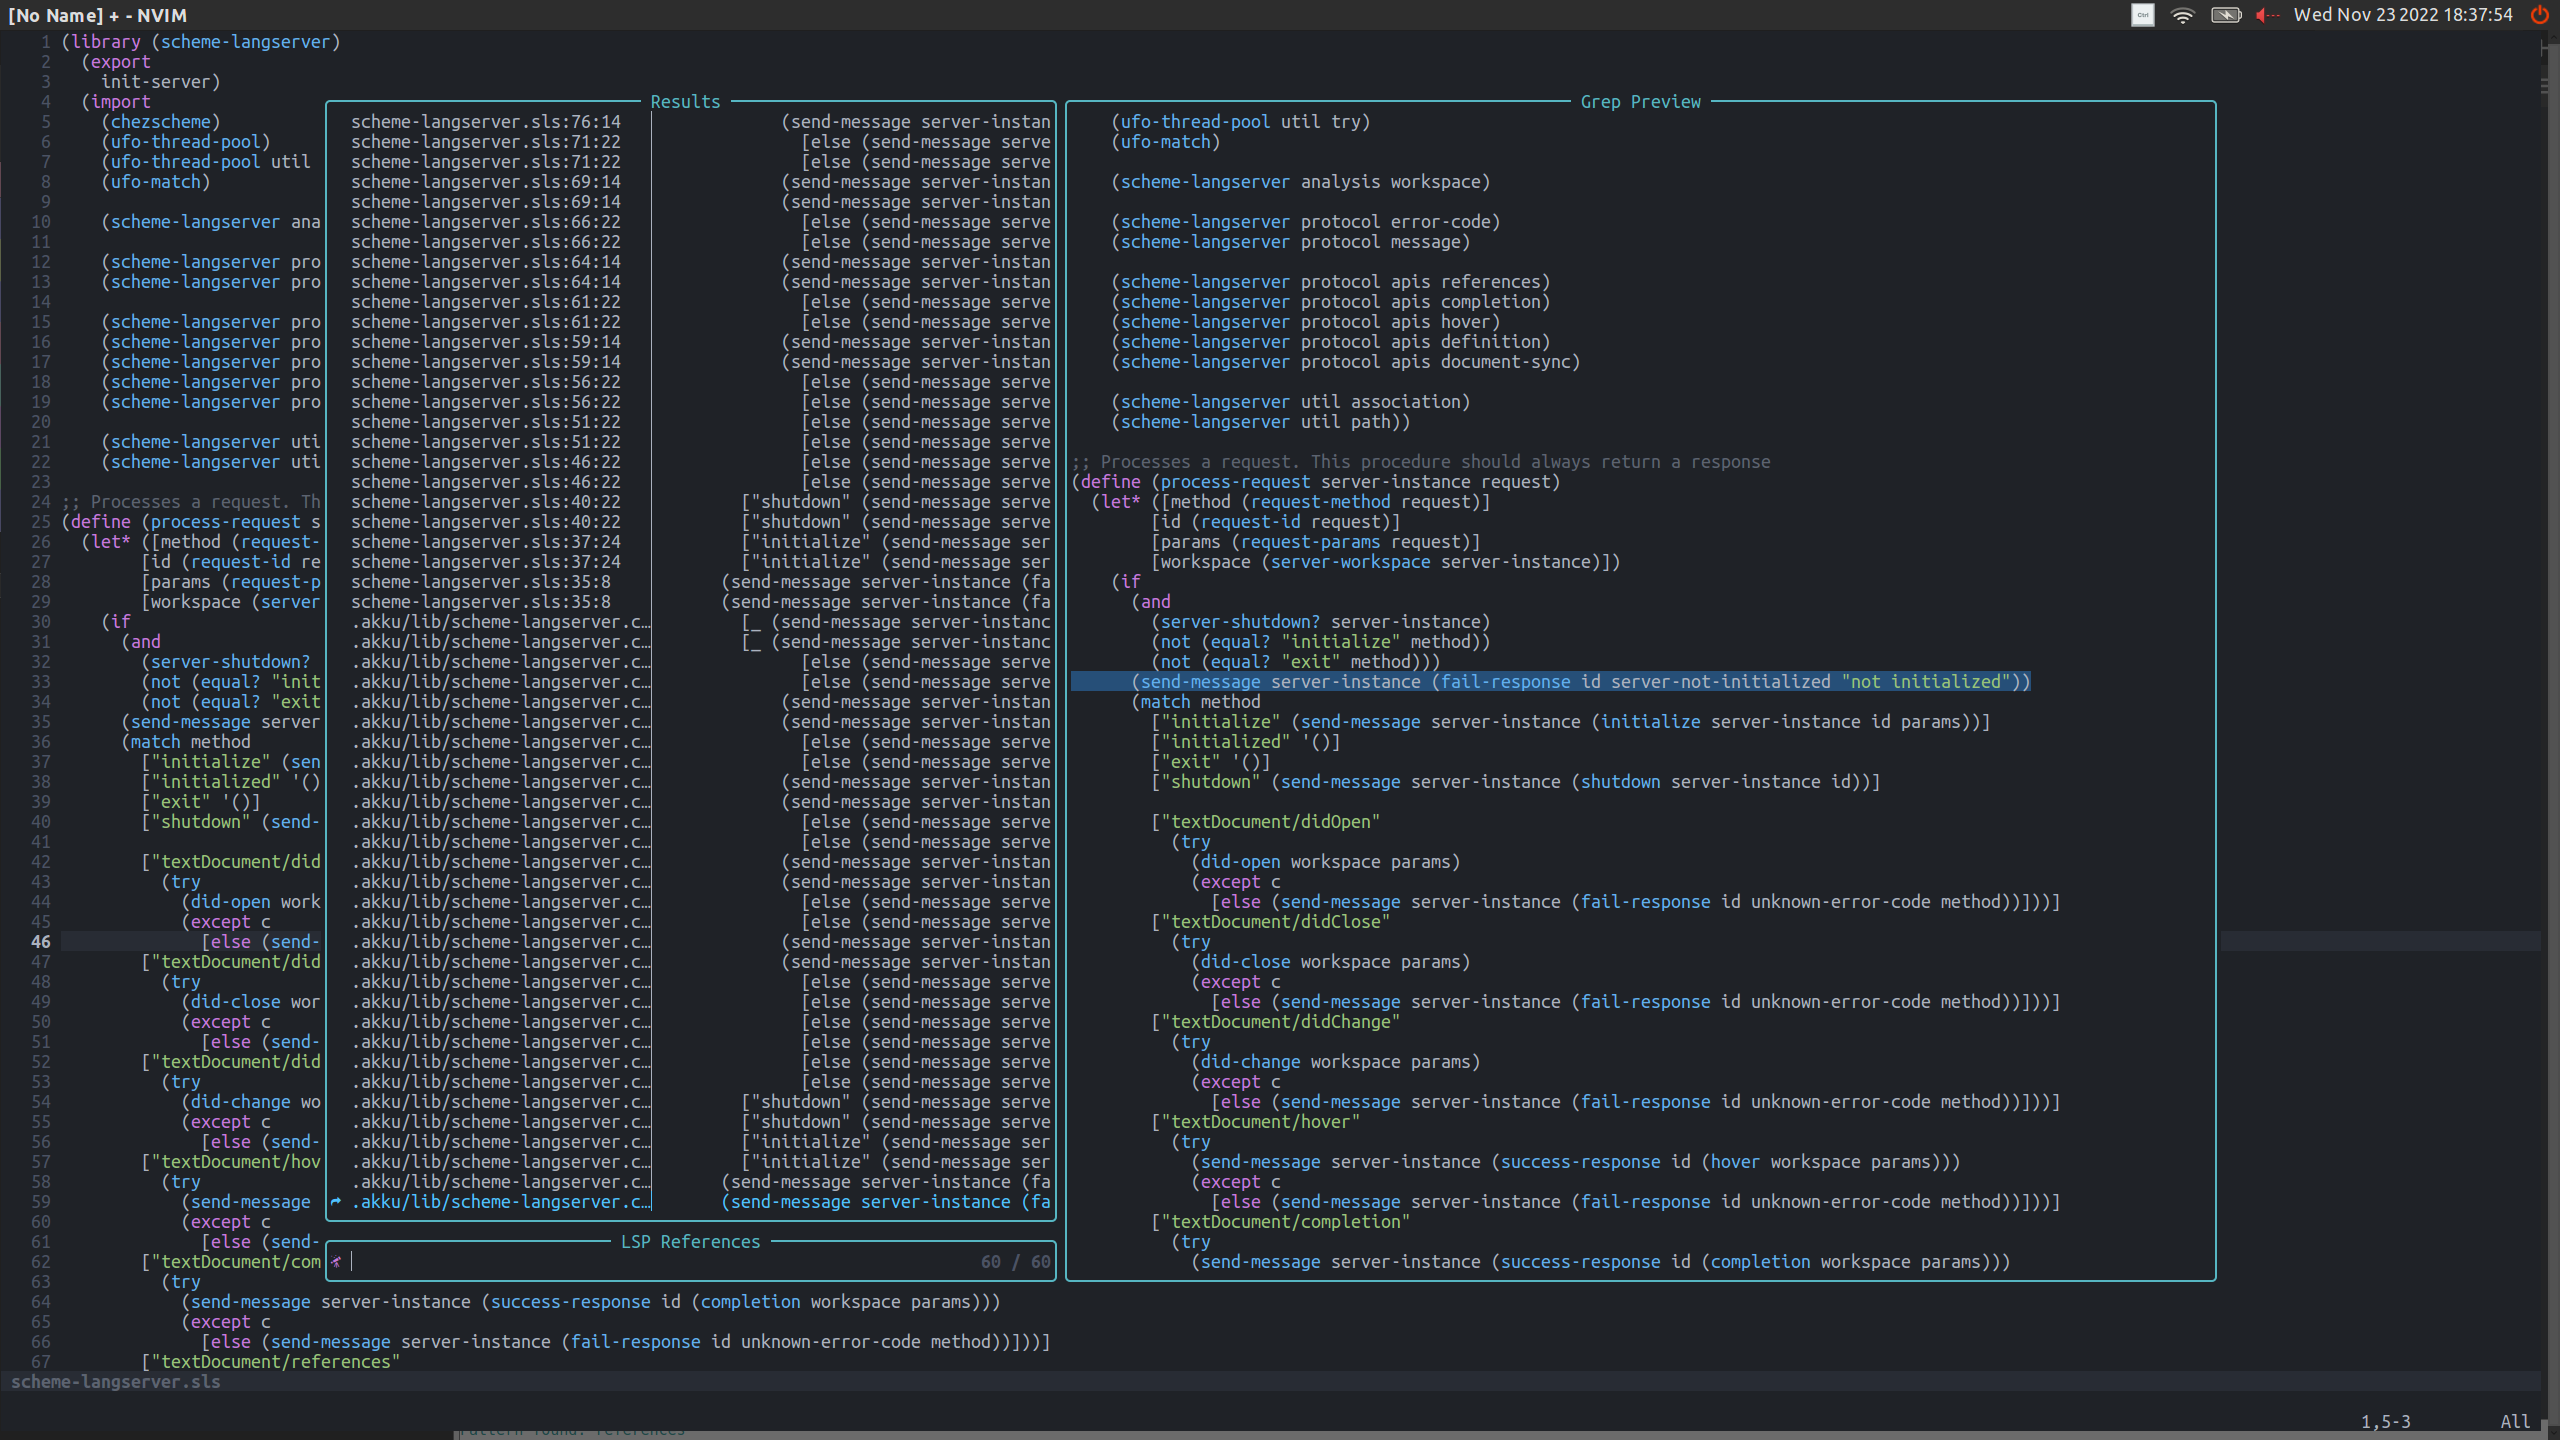 [No Name] + - NVIM
Ctrl
Wed Nov 23 2022 18:37:54
1 (library (scheme-langserver)
2 (export
3 init-server)
4 (import
5 (chezscheme)
6 (ufo-thread-pool)
7 (ufo-thread-pool util
8 (ufo-match)
9
10 (scheme-langserver ana
11
12 (scheme-langserver pro
13 (scheme-langserver pro
14
15 (scheme-langserver pro
16 (scheme-langserver pro
17 (scheme-langserver pro
18 (scheme-langserver pro
19 (scheme-langserver pro
20
21 (scheme-langserver uti
22 (scheme-langserver uti
23
24 ;; Processes a request. Th
25 (define (process-request s
26 (let* ([method (request-
27 [id (request-id re
28 [params (request-p
29 [workspace (server
30 (if
31 (and
32 (server-shutdown?
33 (not (equal? "init
34 (not (equal? "exit
35 (send-message server
36 (match method
37 ["initialize" (sen
38 ["initialized" '()
39 ["exit" '()]
40 ["shutdown" (send-
41
42 ["textDocument/did
43 (try
44 (did-open work
45 (except c
46 [else (send-
47 ["textDocument/did
48 (try
49 (did-close wor
50 (except c
51 [else (send-
52 ["textDocument/did
53 (try
54 (did-change wo
55 (except c
56 [else (send-
57 ["textDocument/hov
58 (try
59 (send-message
60 (except c
61 [else (send-
62 ["textDocument/com
63 (try
64 (send-message server-instance (success-response id (completion workspace params)))
65 (except c
66 [else (send-message server-instance (fail-response id unknown-error-code method))]))]
67 ["textDocument/references"
Results
scheme-langserver.sls:76:14 (send-message server-instan
scheme-langserver.sls:71:22 [else (send-message serve
scheme-langserver.sls:71:22 [else (send-message serve
scheme-langserver.sls:69:14 (send-message server-instan
scheme-langserver.sls:69:14 (send-message server-instan
scheme-langserver.sls:66:22 [else (send-message serve
scheme-langserver.sls:66:22 [else (send-message serve
scheme-langserver.sls:64:14 (send-message server-instan
scheme-langserver.sls:64:14 (send-message server-instan
scheme-langserver.sls:61:22 [else (send-message serve
scheme-langserver.sls:61:22 [else (send-message serve
scheme-langserver.sls:59:14 (send-message server-instan
scheme-langserver.sls:59:14 (send-message server-instan
scheme-langserver.sls:56:22 [else (send-message serve
scheme-langserver.sls:56:22 [else (send-message serve
scheme-langserver.sls:51:22 [else (send-message serve
scheme-langserver.sls:51:22 [else (send-message serve
scheme-langserver.sls:46:22 [else (send-message serve
scheme-langserver.sls:46:22 [else (send-message serve
scheme-langserver.sls:40:22 ["shutdown" (send-message serve
scheme-langserver.sls:40:22 ["shutdown" (send-message serve
scheme-langserver.sls:37:24 ["initialize" (send-message ser
scheme-langserver.sls:37:24 ["initialize" (send-message ser
scheme-langserver.sls:35:8 (send-message server-instance (fa
scheme-langserver.sls:35:8 (send-message server-instance (fa
.akku/lib/scheme-langserver.c… [_ (send-message server-instanc
.akku/lib/scheme-langserver.c… [_ (send-message server-instanc
.akku/lib/scheme-langserver.c… [else (send-message serve
.akku/lib/scheme-langserver.c… [else (send-message serve
.akku/lib/scheme-langserver.c… (send-message server-instan
.akku/lib/scheme-langserver.c… (send-message server-instan
.akku/lib/scheme-langserver.c… [else (send-message serve
.akku/lib/scheme-langserver.c… [else (send-message serve
.akku/lib/scheme-langserver.c… (send-message server-instan
.akku/lib/scheme-langserver.c… (send-message server-instan
.akku/lib/scheme-langserver.c… [else (send-message serve
.akku/lib/scheme-langserver.c… [else (send-message serve
.akku/lib/scheme-langserver.c… (send-message server-instan
.akku/lib/scheme-langserver.c… (send-message server-instan
.akku/lib/scheme-langserver.c… [else (send-message serve
.akku/lib/scheme-langserver.c… [else (send-message serve
.akku/lib/scheme-langserver.c… (send-message server-instan
.akku/lib/scheme-langserver.c… (send-message server-instan
.akku/lib/scheme-langserver.c… [else (send-message serve
.akku/lib/scheme-langserver.c… [else (send-message serve
.akku/lib/scheme-langserver.c… [else (send-message serve
.akku/lib/scheme-langserver.c… [else (send-message serve
.akku/lib/scheme-langserver.c… [else (send-message serve
.akku/lib/scheme-langserver.c… [else (send-message serve
.akku/lib/scheme-langserver.c… ["shutdown" (send-message serve
.akku/lib/scheme-langserver.c… ["shutdown" (send-message serve
.akku/lib/scheme-langserver.c… ["initialize" (send-message ser
.akku/lib/scheme-langserver.c… ["initialize" (send-message ser
.akku/lib/scheme-langserver.c… (send-message server-instance (fa
.akku/lib/scheme-langserver.c… (send-message server-instance (fa
LSP References
60 / 60
Grep Preview
(ufo-thread-pool util try)
(ufo-match)
(scheme-langserver analysis workspace)
(scheme-langserver protocol error-code)
(scheme-langserver protocol message)
(scheme-langserver protocol apis references)
(scheme-langserver protocol apis completion)
(scheme-langserver protocol apis hover)
(scheme-langserver protocol apis definition)
(scheme-langserver protocol apis document-sync)
(scheme-langserver util association)
(scheme-langserver util path))
;; Processes a request. This procedure should always return a response
(define (process-request server-instance request)
(let* ([method (request-method request)]
[id (request-id request)]
[params (request-params request)]
[workspace (server-workspace server-instance)])
(if
(and
(server-shutdown? server-instance)
(not (equal? "initialize" method))
(not (equal? "exit" method)))
(send-message server-instance (fail-response id server-not-initialized "not initialized"))
(match method
["initialize" (send-message server-instance (initialize server-instance id params))]
["initialized" '()]
["exit" '()]
["shutdown" (send-message server-instance (shutdown server-instance id))]
["textDocument/didOpen"
(try
(did-open workspace params)
(except c
[else (send-message server-instance (fail-response id unknown-error-code method))]))]
["textDocument/didClose"
(try
(did-close workspace params)
(except c
[else (send-message server-instance (fail-response id unknown-error-code method))]))]
["textDocument/didChange"
(try
(did-change workspace params)
(except c
[else (send-message server-instance (fail-response id unknown-error-code method))]))]
["textDocument/hover"
(try
(send-message server-instance (success-response id (hover workspace params)))
(except c
[else (send-message server-instance (fail-response id unknown-error-code method))]))]
["textDocument/completion"
(try
(send-message server-instance (success-response id (completion workspace params)))
scheme-langserver.sls
1,5-3 All